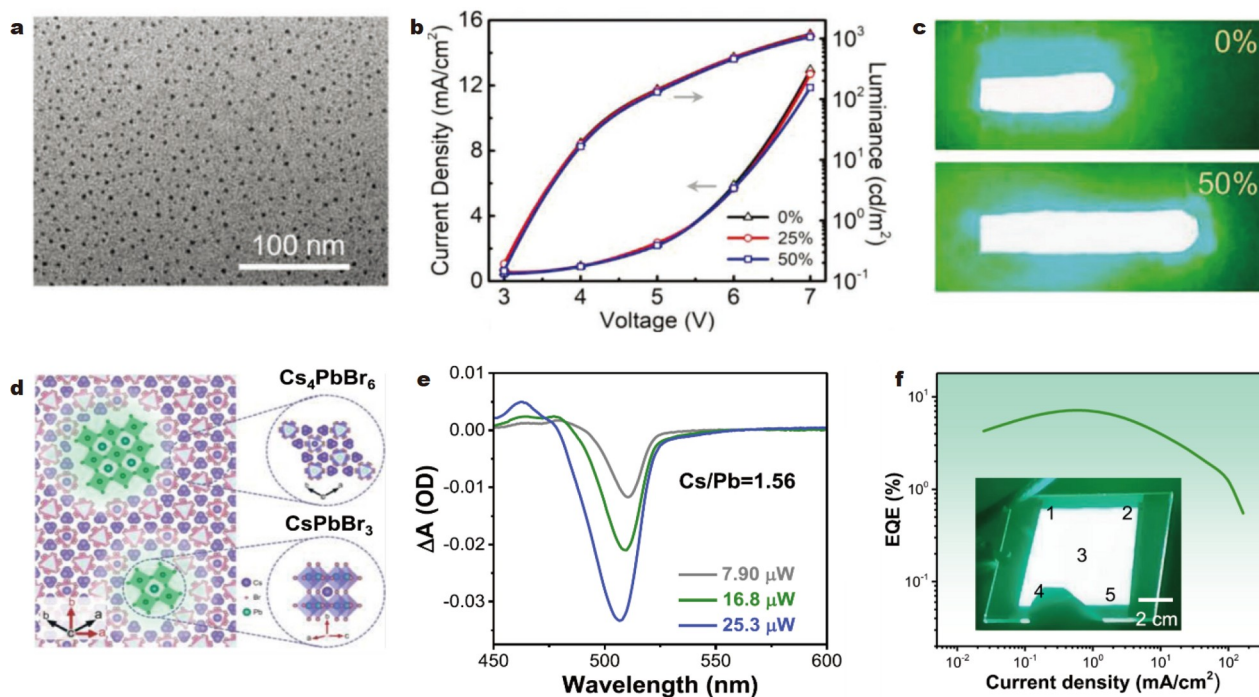 a
100 nm
b
Current Density (mA/cm²)
16
12
8
4
0
3
4
5
6
7
Voltage (V)
10³
10²
10¹
10⁰
10⁻¹
Luminance (cd/m²)
0%
25%
50%
c
0%
50%
d
Cs₄PbBr₆
CsPbBr₃
Cs
Br
Pb
b
b
a
c
a
e
ΔA (OD)
0.01
0.00
-0.01
-0.02
-0.03
Cs/Pb=1.56
7.90 μW
16.8 μW
25.3 μW
450
500
550
600
Wavelength (nm)
f
EQE (%)
10¹
10⁰
10⁻¹
1
2
3
4
5
2 cm
10⁻²
10⁻¹
10⁰
10¹
10²
Current density (mA/cm²)